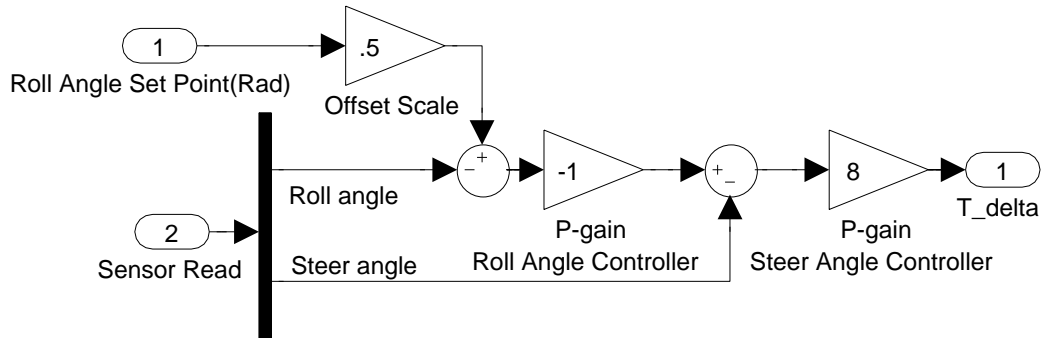 1
Roll Angle Set Point(Rad)
.5
Offset Scale
+
−
Roll angle
-1
P-gain
Roll Angle Controller
+
−
8
P-gain
Steer Angle Controller
1
T_delta
2
Sensor Read
Steer angle